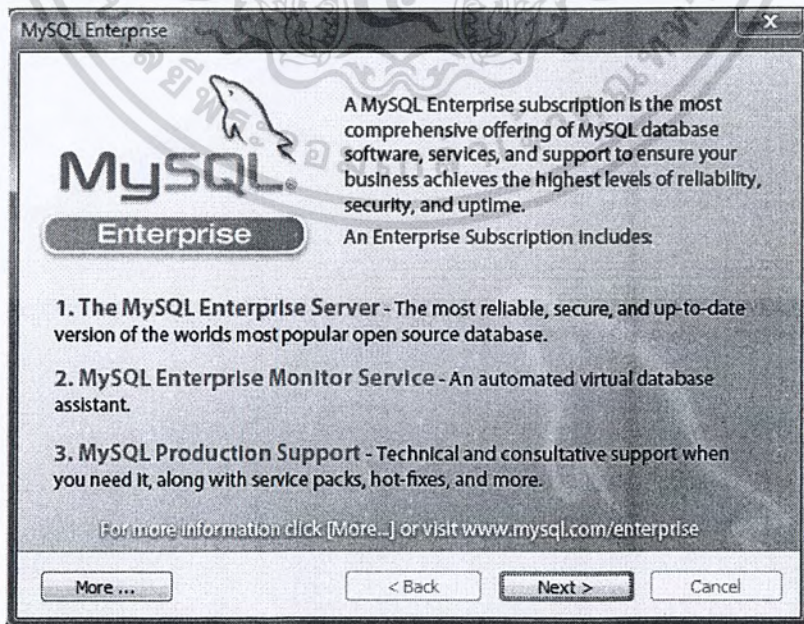 MySQL Enterprise
X
MySQL®
Enterprise
A MySQL Enterprise subscription is the most
comprehensive offering of MySQL database
software, services, and support to ensure your
business achieves the highest levels of reliability,
security, and uptime.
An Enterprise Subscription includes:
1. The MySQL Enterprise Server - The most reliable, secure, and up-to-date
version of the worlds most popular open source database.
2. MySQL Enterprise Monitor Service - An automated virtual database
assistant.
3. MySQL Production Support - Technical and consultative support when
you need it, along with service packs, hot-fixes, and more.
For more information click [More...] or visit www.mysql.com/enterprise
More ...
< Back
Next >
Cancel